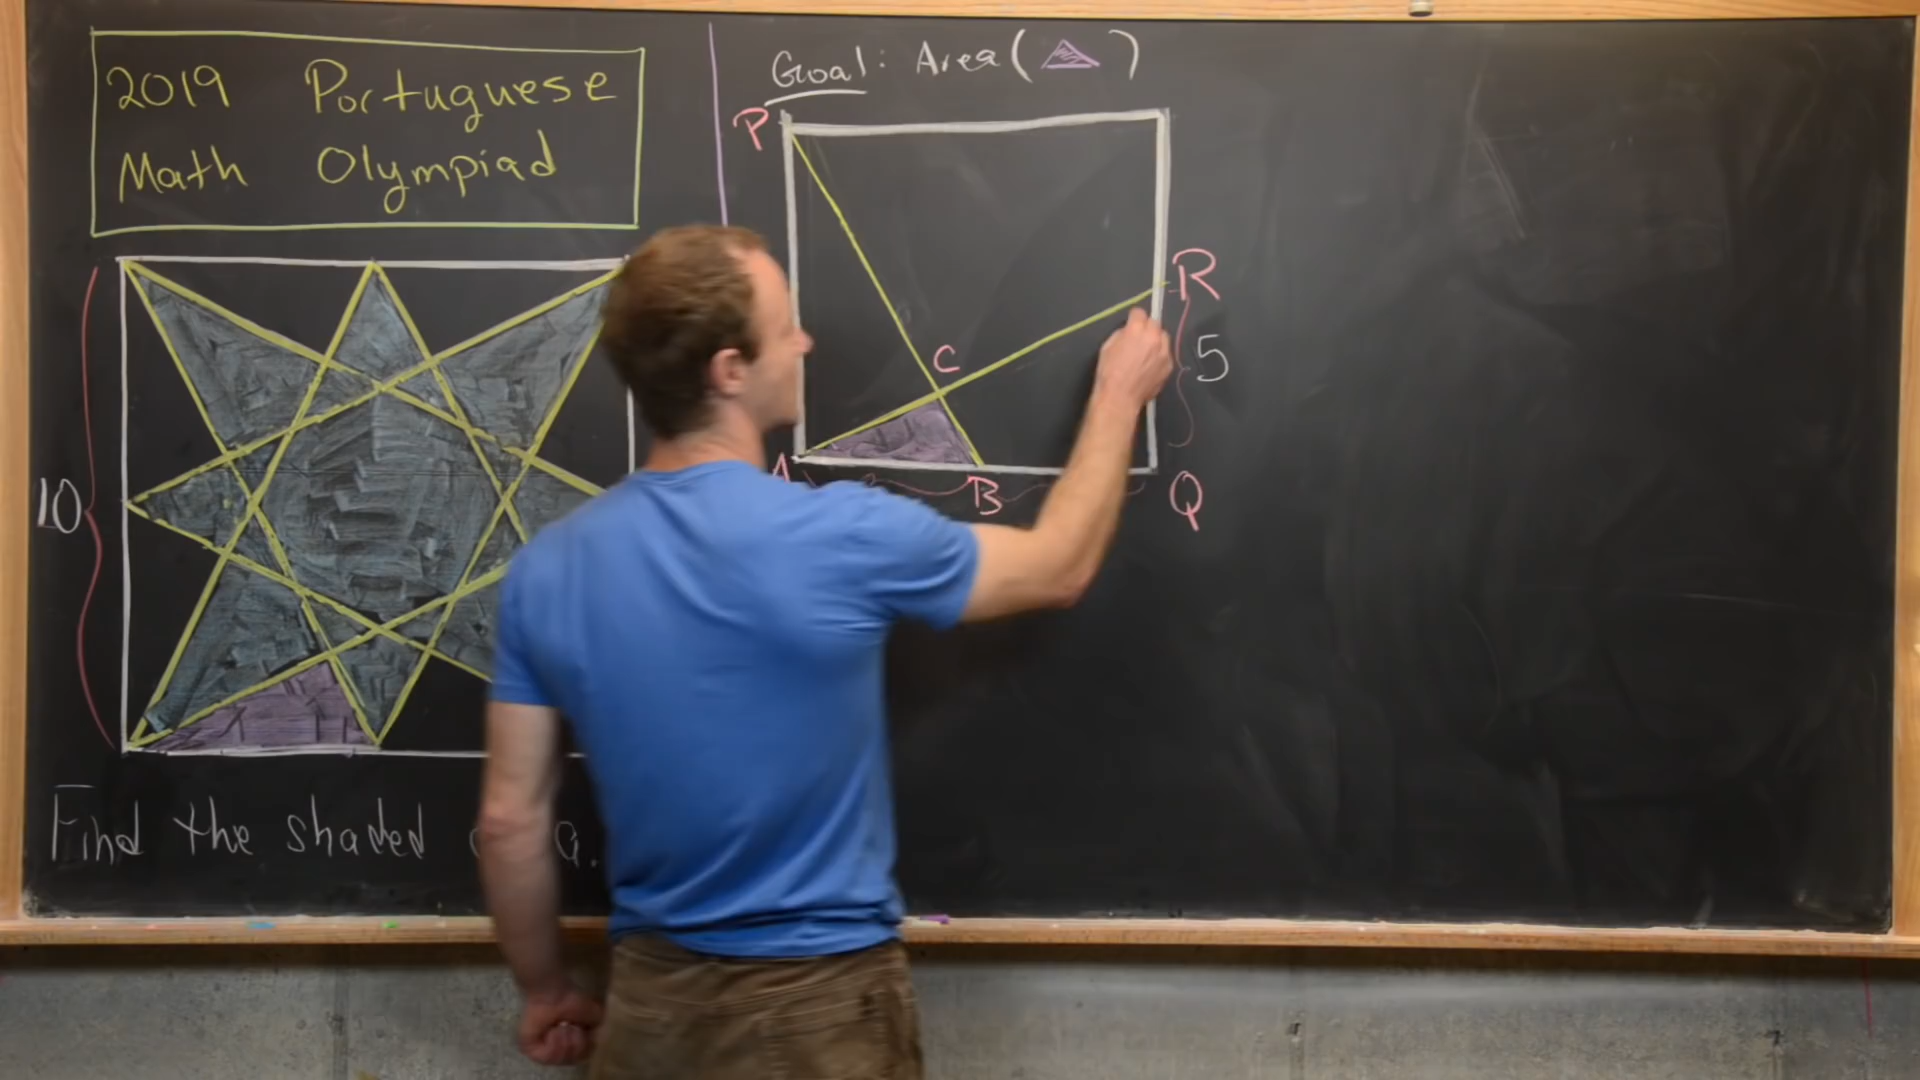 2019 Portuguese
Math Olympiad
10
Find the shaded
Goal: Area( )
P
R
C
5
A
B
Q